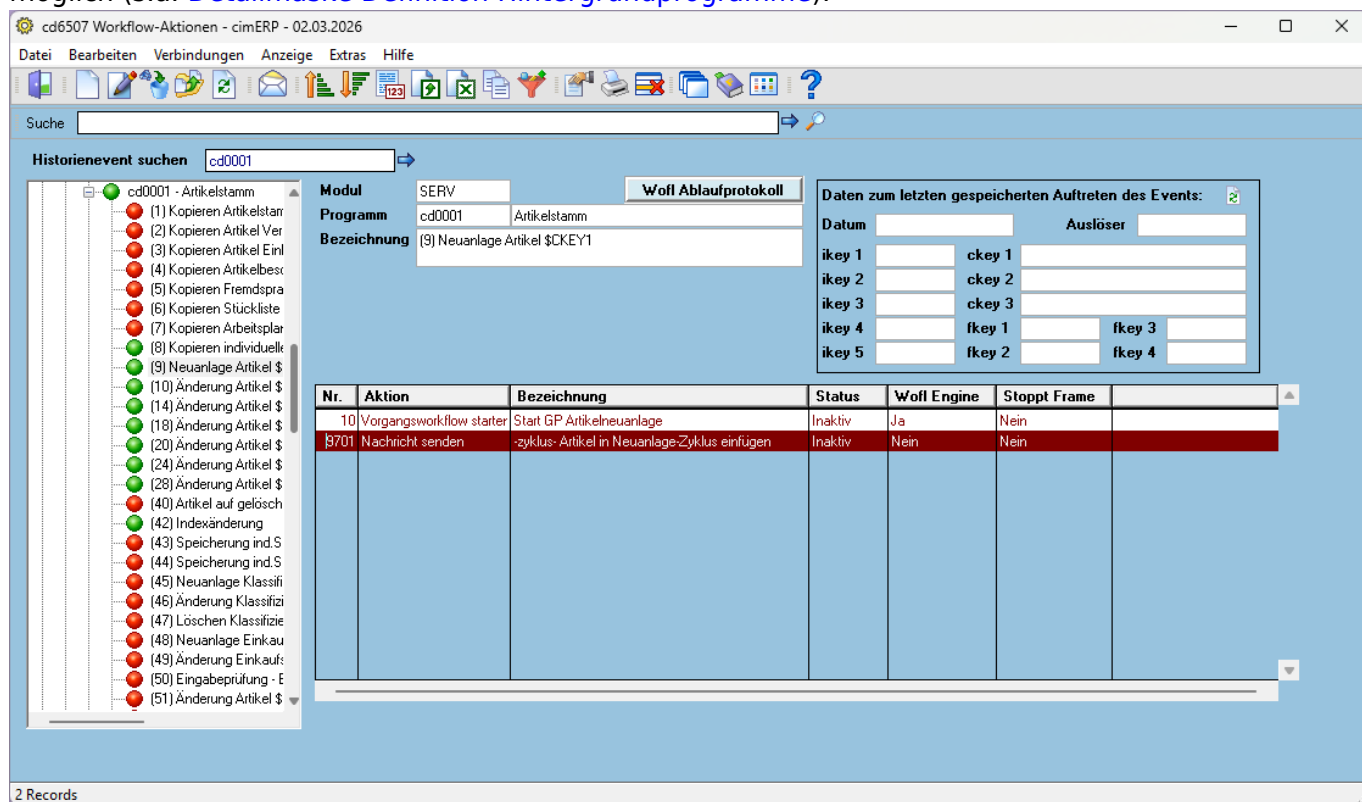 möglich (s.a. Detailmaske Definition Hintergrundprogramme).
cd6507 Workflow-Aktionen - cimERP - 02.03.2026
Datei Bearbeiten Verbindungen Anzeige Extras Hilfe
123
Suche
Historienevent suchen cd0001
cd0001 - Artikelstamm
(1) Kopieren Artikelstam
(2) Kopieren Artikel Ver
(3) Kopieren Artikel Einl
(4) Kopieren Artikelbesc
(5) Kopieren Fremdspra
(6) Kopieren Stückliste
(7) Kopieren Arbeitsplar
(8) Kopieren individuelle
(9) Neuanlage Artikel $
(10) Änderung Artikel $
(14) Änderung Artikel $
(18) Änderung Artikel $
(20) Änderung Artikel $
(24) Änderung Artikel $
(28) Änderung Artikel $
(40) Artikel auf gelösch
(42) Indexänderung
(43) Speicherung ind.S
(44) Speicherung ind.S
(45) Neuanlage Klassifi
(46) Änderung Klassifizi
(47) Löschen Klassifizie
(48) Neuanlage Einkau
(49) Änderung Einkaufs
(50) Eingabeprüfung - E
(51) Änderung Artikel $
Modul SERV Wofl Ablaufprotokoll
Programm cd0001 Artikelstamm
Bezeichnung (9) Neuanlage Artikel $CKEY1
Daten zum letzten gespeicherten Auftreten des Events:
Datum Auslöser
ikey 1 ckey 1
ikey 2 ckey 2
ikey 3 ckey 3
ikey 4 fkey 1 fkey 3
ikey 5 fkey 2 fkey 4
Nr. Aktion Bezeichnung Status Wofl Engine Stoppt Frame
10 Vorgangsworkflow starter Start GP Artikelneuanlage Inaktiv Ja Nein
9701 Nachricht senden -zyklus- Artikel in Neuanlage-Zyklus einfügen Inaktiv Nein Nein
2 Records